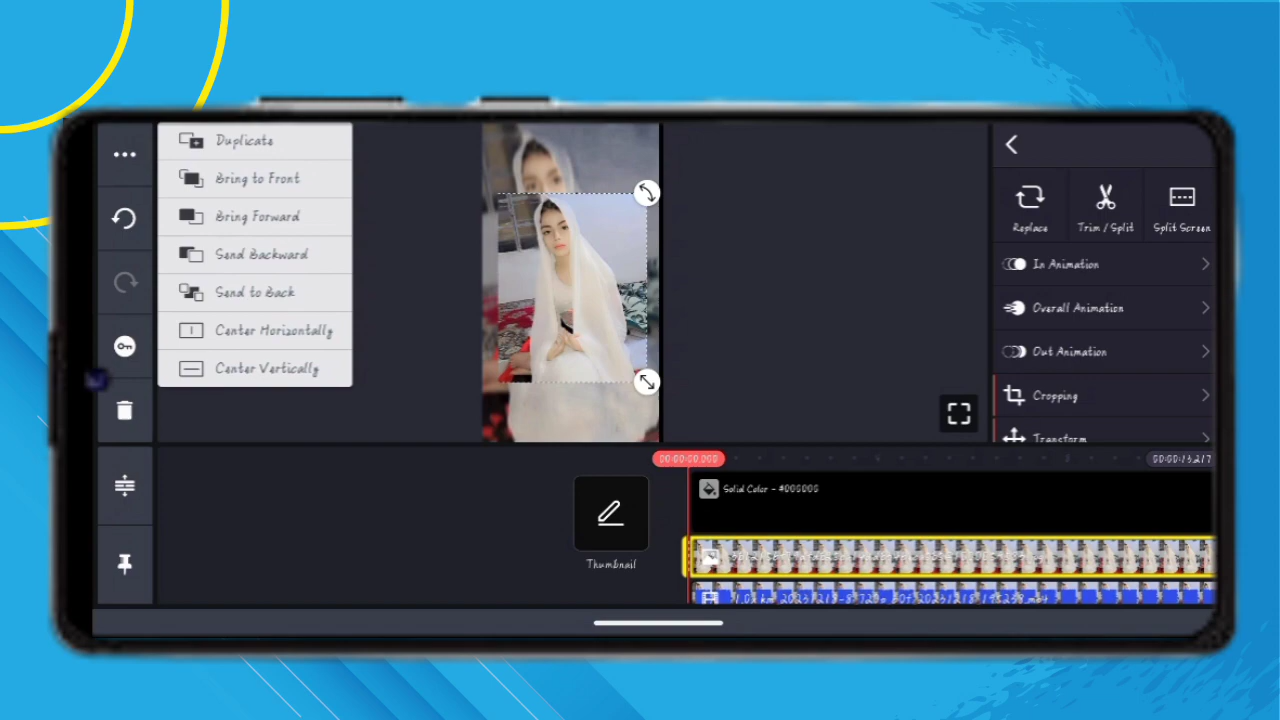 Duplicate
Bring to Front
Bring Forward
Send Backward
Send to Back
Center Horizontally
Center Vertically
Replace
Trim / Split
Split Screen
In Animation
Overall Animation
Out Animation
Cropping
Transform
00:00:00.000
Solid Color - #000000
Thumbnail